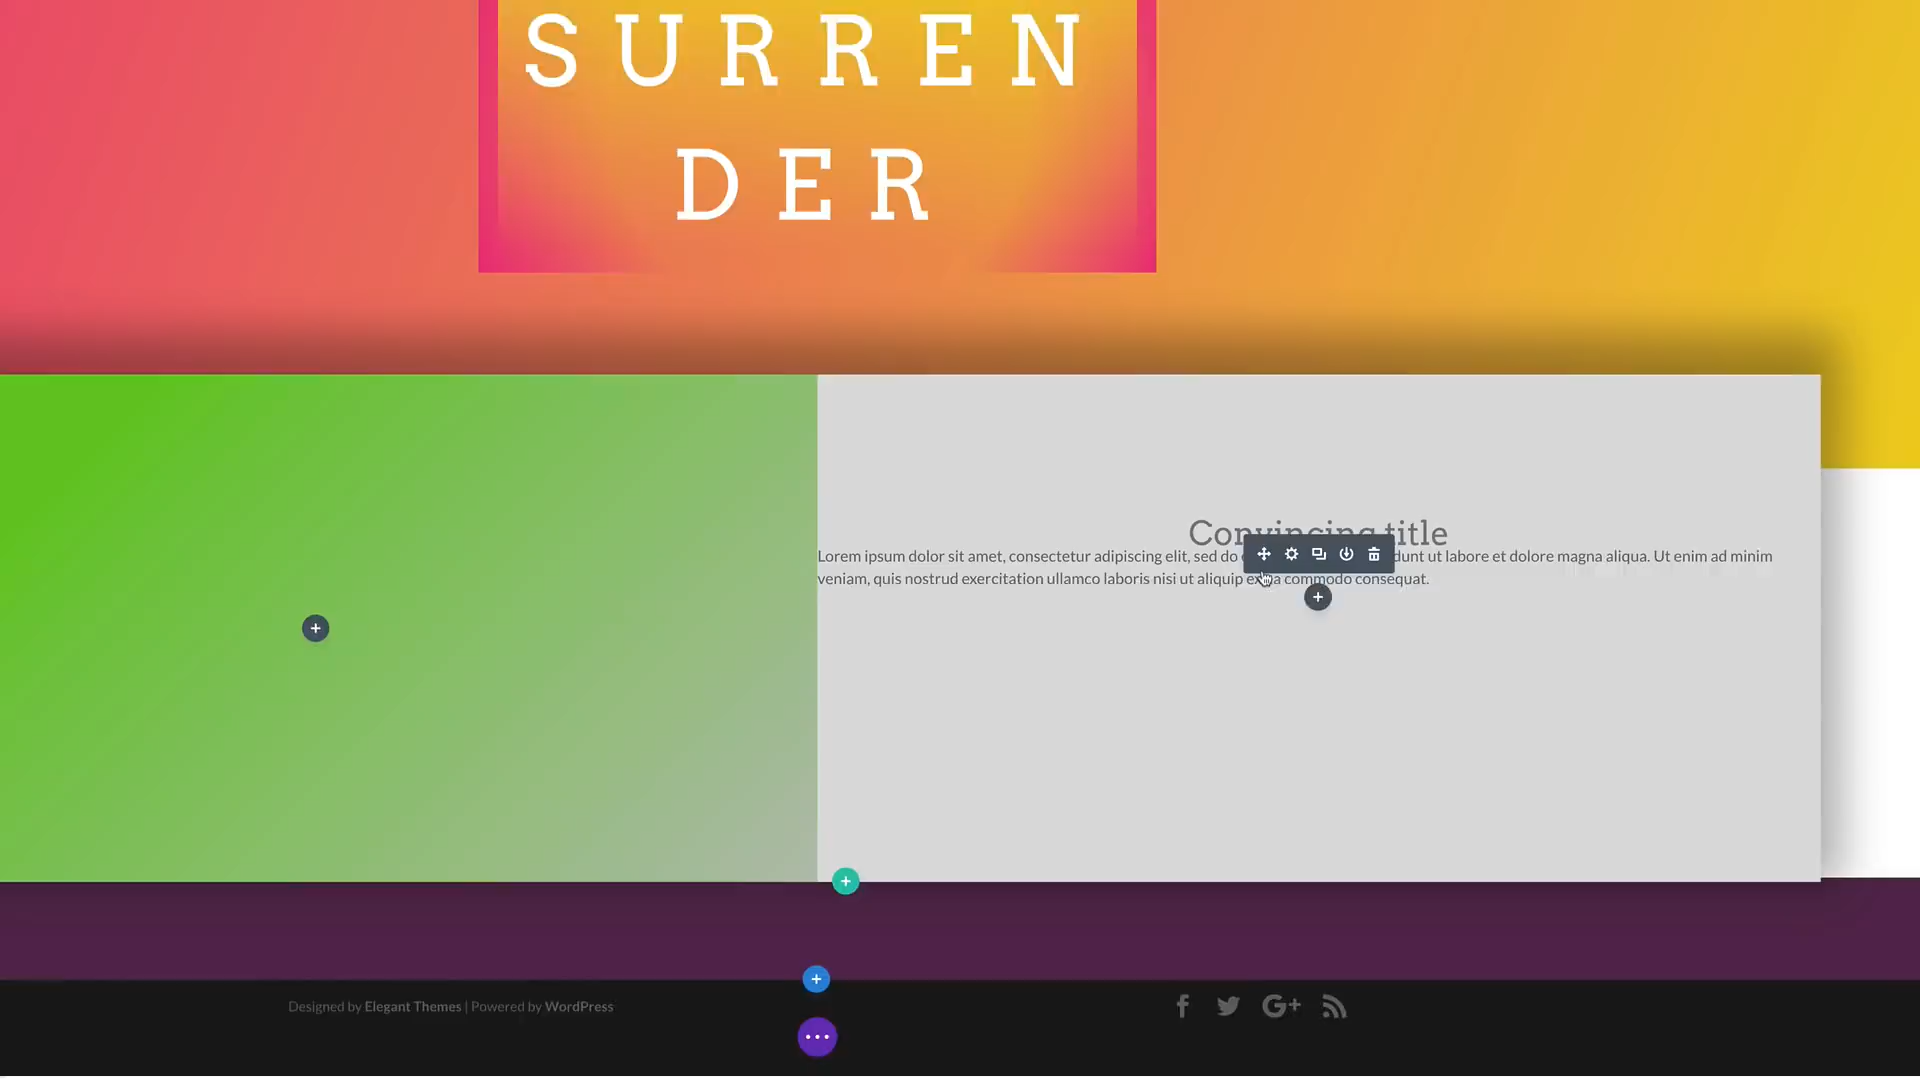 SURREN
DER
Convincing title
Lorem ipsum dolor sit amet, consectetur adipiscing elit, sed do dunt ut labore et dolore magna aliqua. Ut enim ad minim
veniam, quis nostrud exercitation ullamco laboris nisi ut aliquip ex ea commodo consequat.
Designed by Elegant Themes | Powered by WordPress